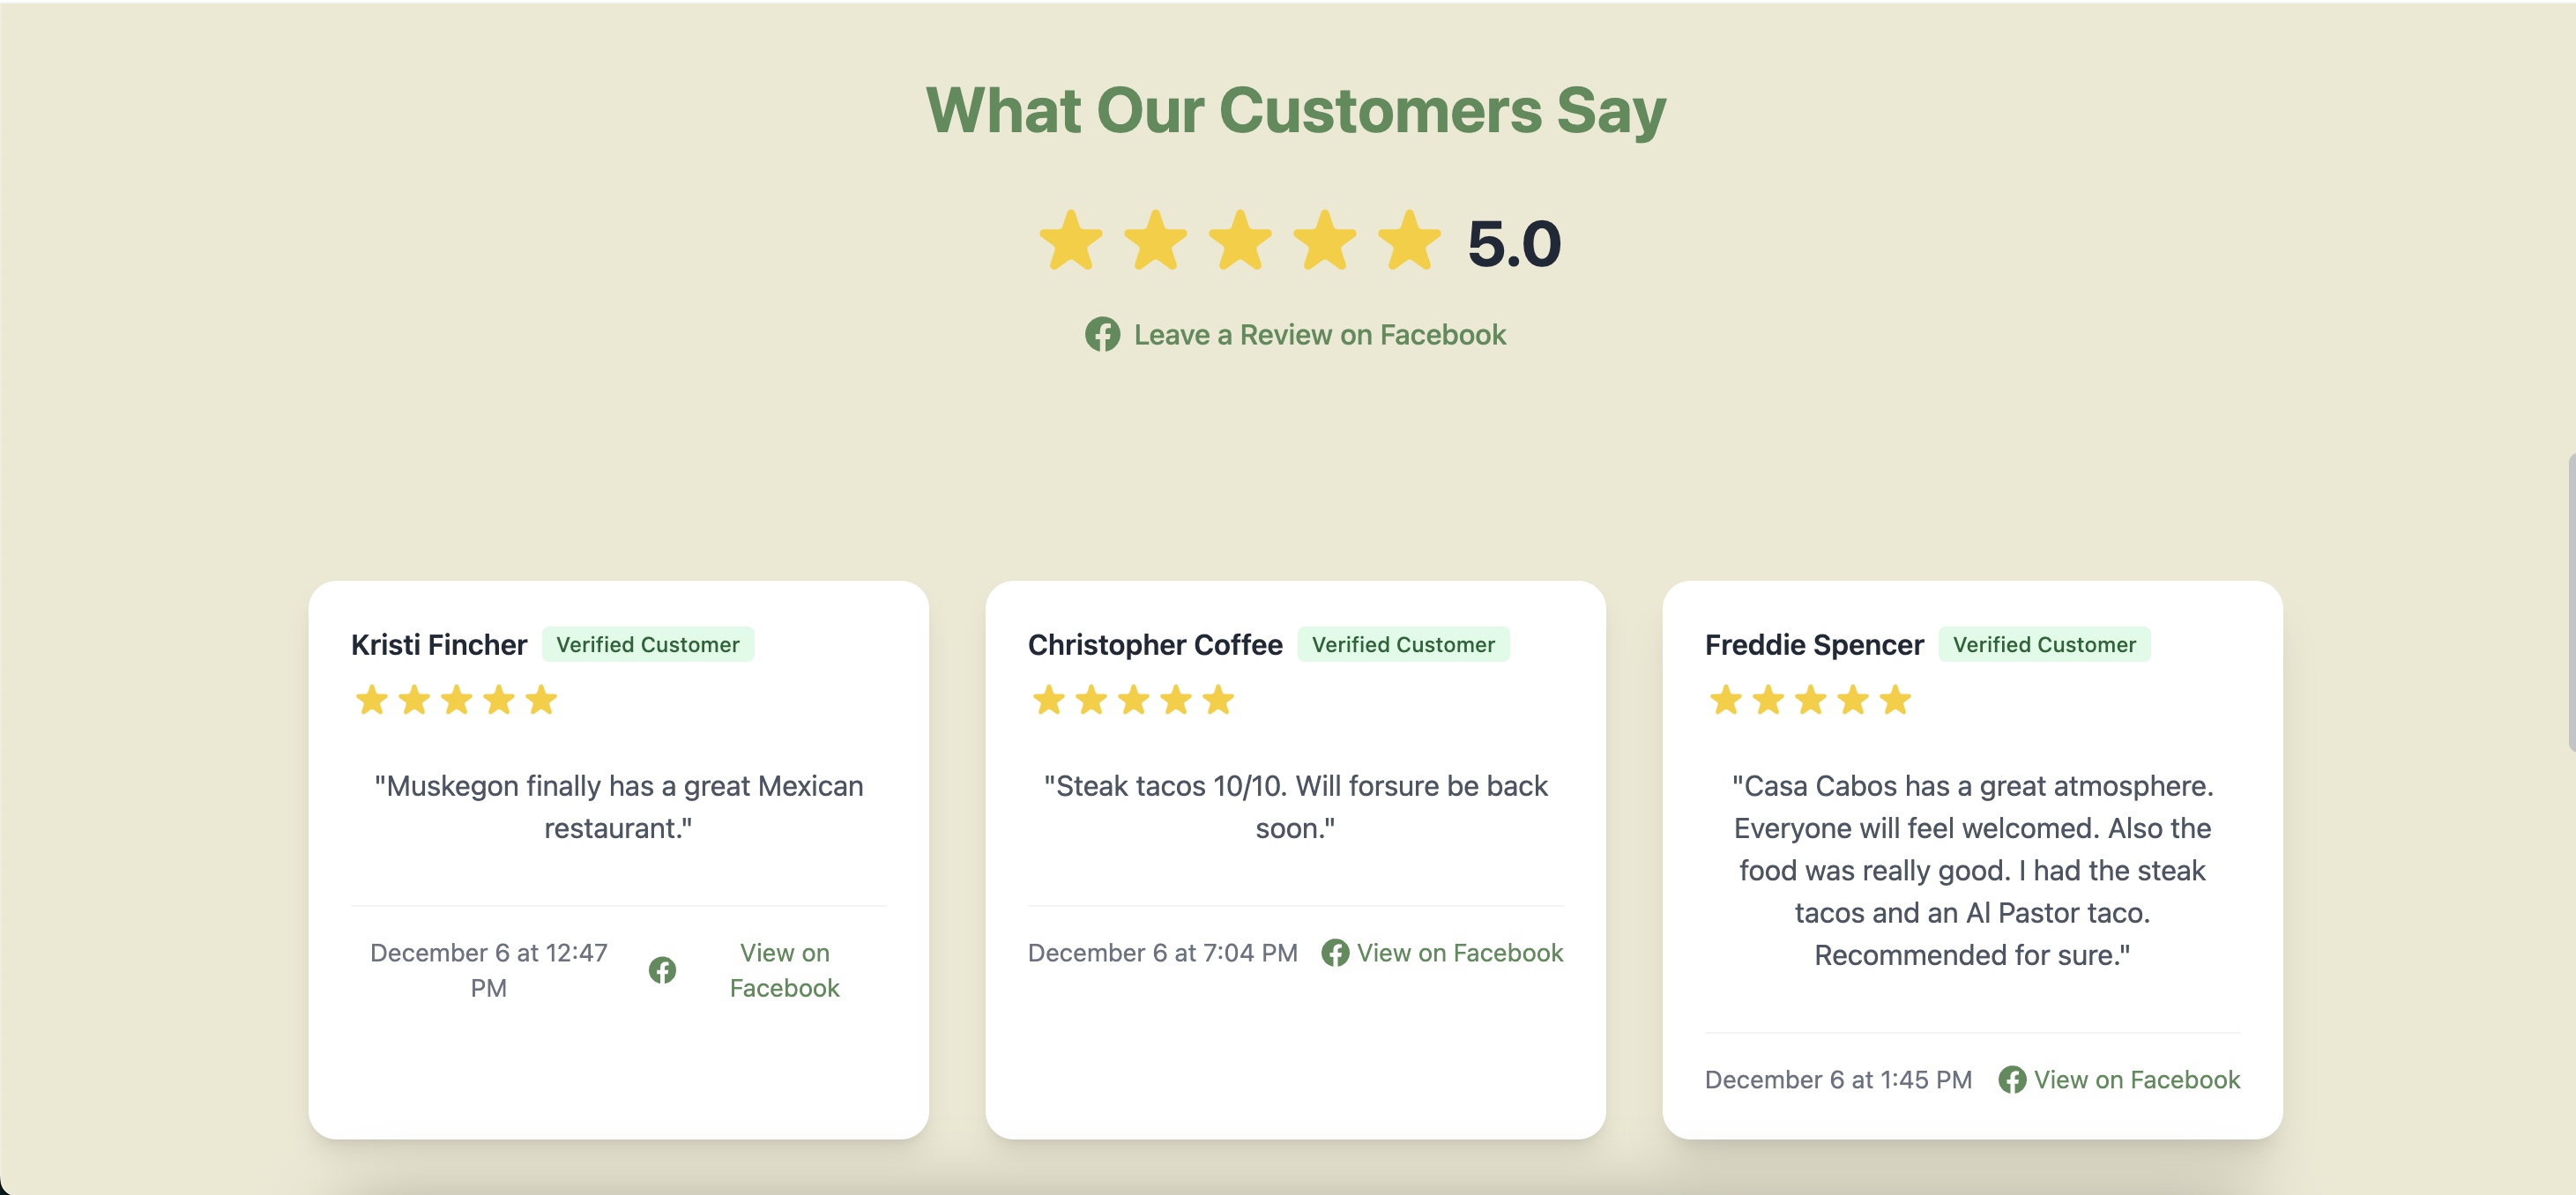 What Our Customers Say
5.0
Leave a Review on Facebook
Kristi Fincher Verified Customer
"Muskegon finally has a great Mexican
restaurant."
December 6 at 12:47
PM
View on
Facebook
Christopher Coffee Verified Customer
"Steak tacos 10/10. Will forsure be back
soon."
December 6 at 7:04 PM View on Facebook
Freddie Spencer Verified Customer
"Casa Cabos has a great atmosphere.
Everyone will feel welcomed. Also the
food was really good. I had the steak
tacos and an Al Pastor taco.
Recommended for sure."
December 6 at 1:45 PM View on Facebook